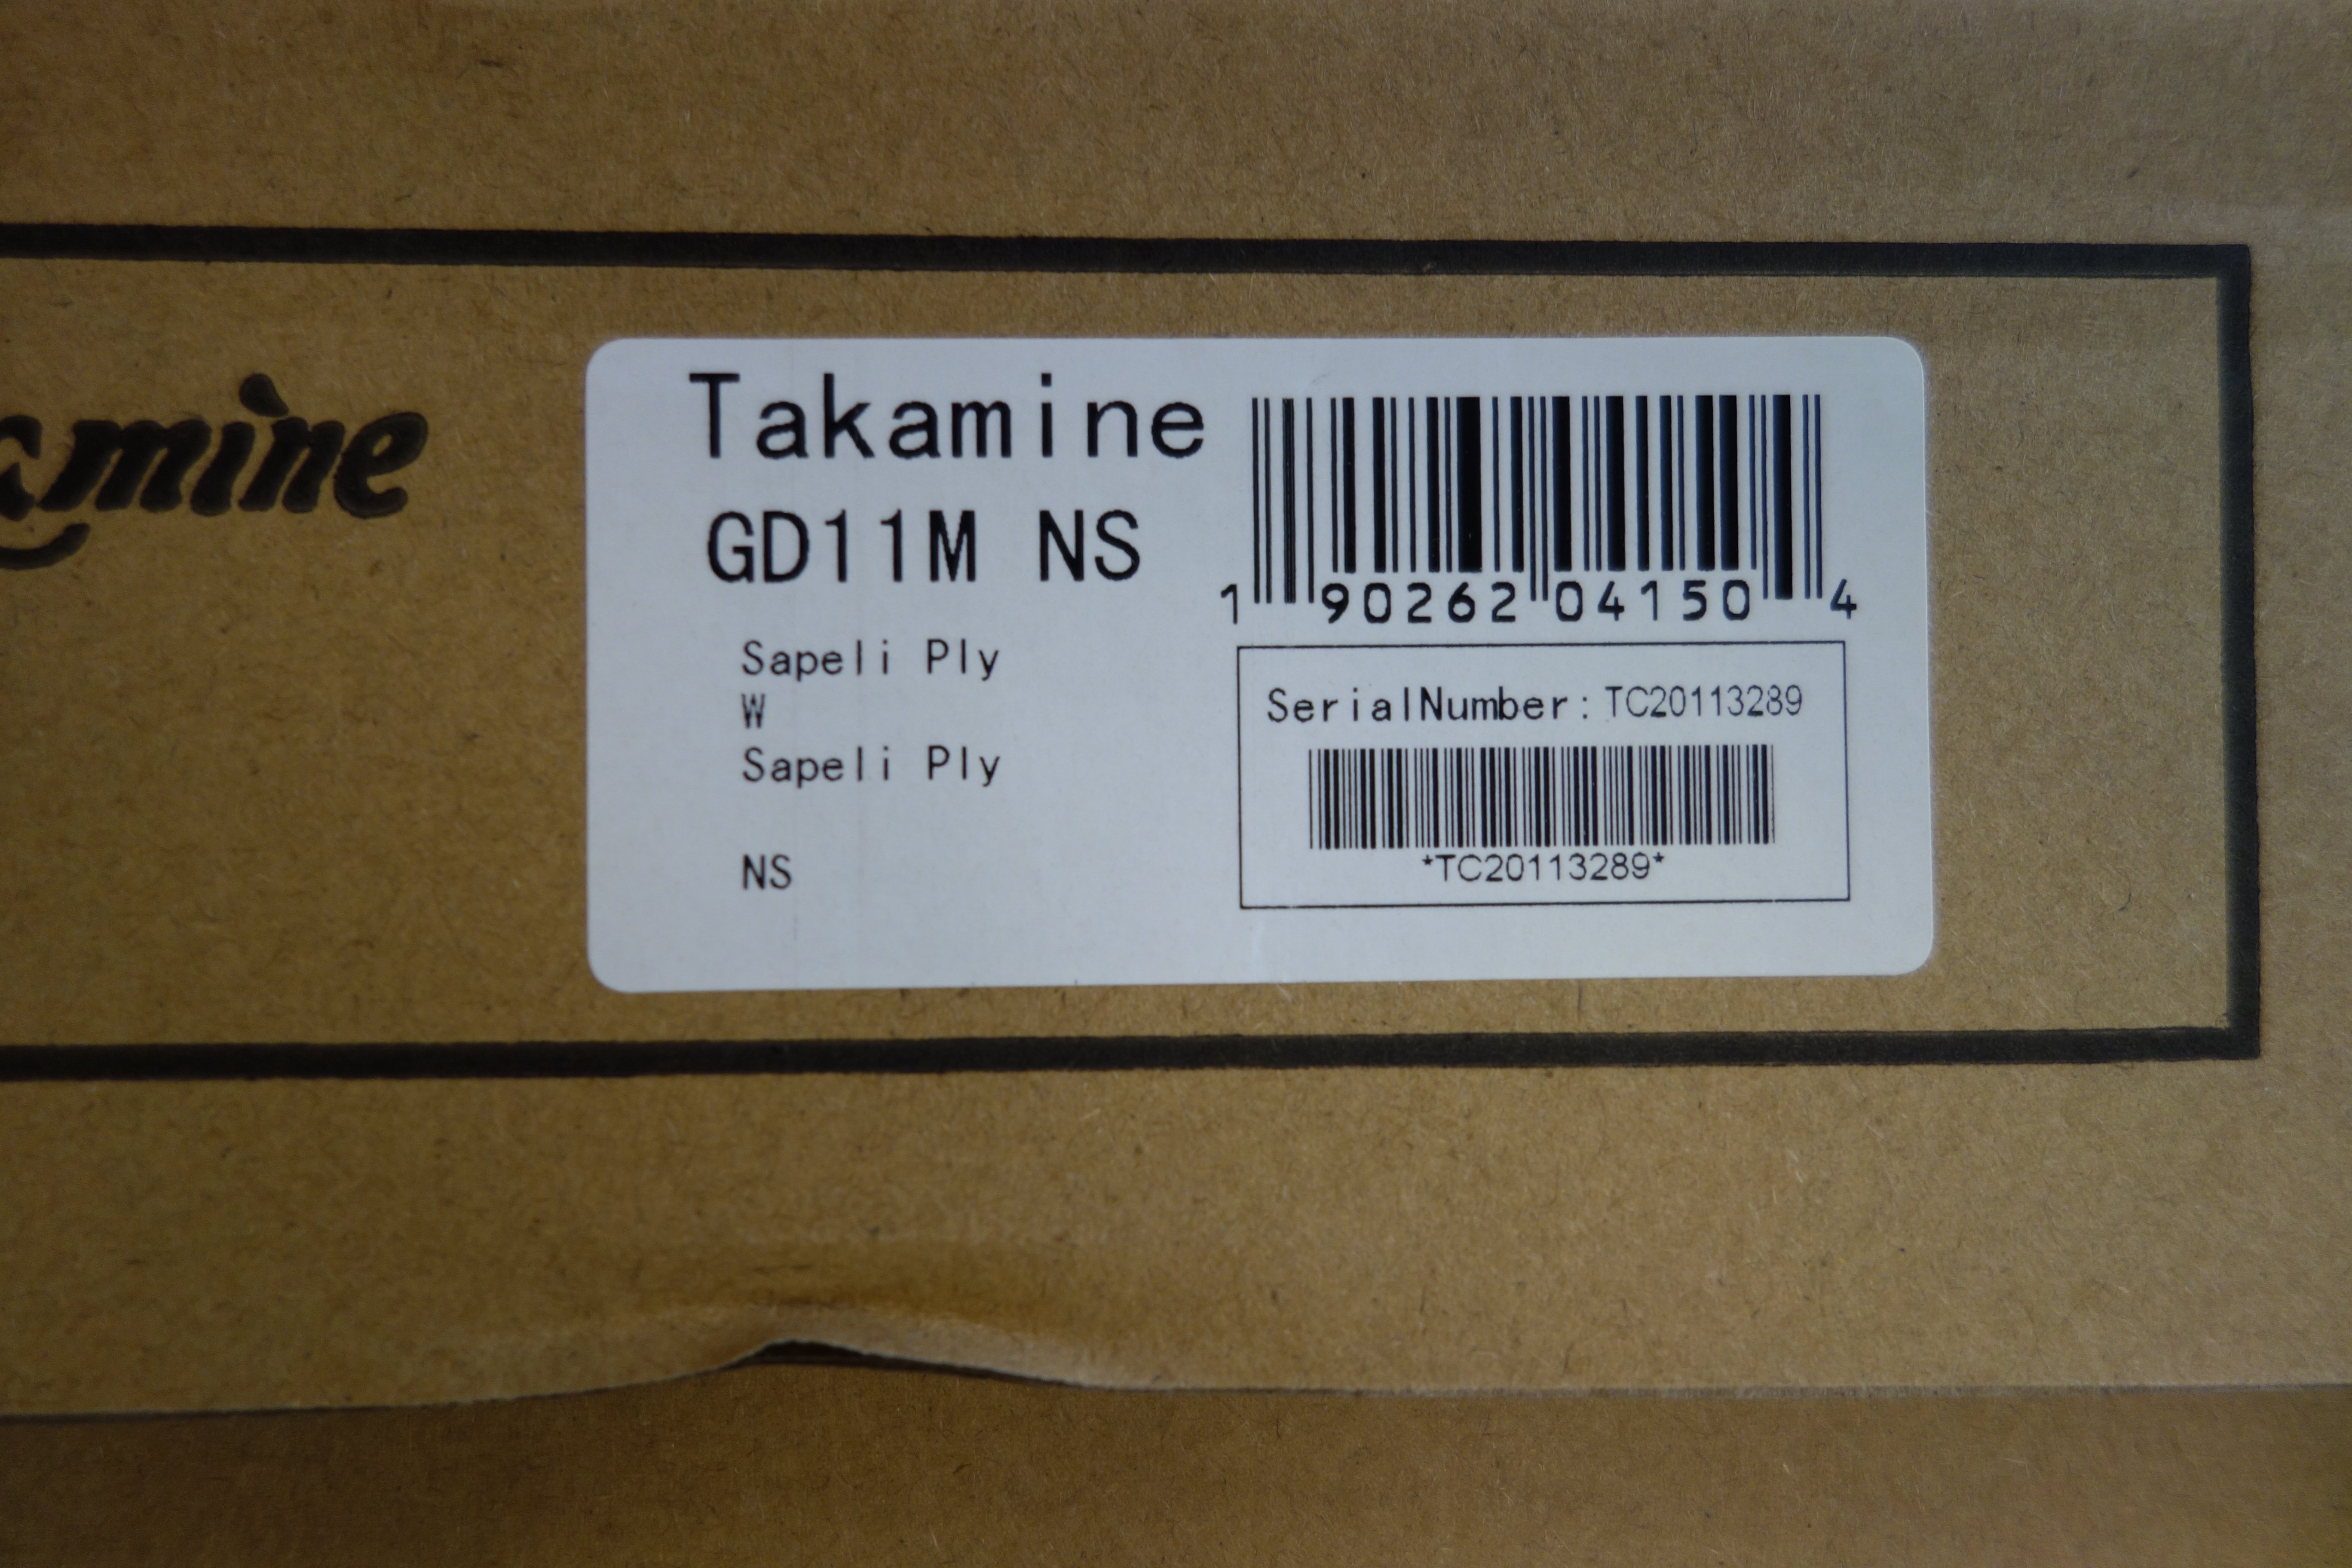 Takamine
GD11M NS
Sapeli Ply
W
Sapeli Ply
NS
1 90262 04150 4
SerialNumber: TC20113289
*TC20113289*